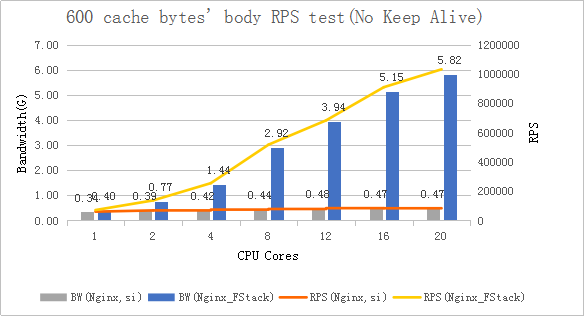 600 cache bytes' body RPS test(No Keep Alive)
7.00
6.00
5.00
4.00
3.00
2.00
1.00
0.00
Bandwidth(G)
1200000
1000000
800000
600000
400000
200000
0
RPS
0.34 0.40 0.39 0.77 0.42 1.44 0.44 2.92 0.48 3.94 0.47 5.15 0.47 5.82
1 2 4 8 12 16 20
CPU Cores
BW(Nginx,si) BW(Nginx_FStack) RPS(Nginx,si) RPS(Nginx_FStack)